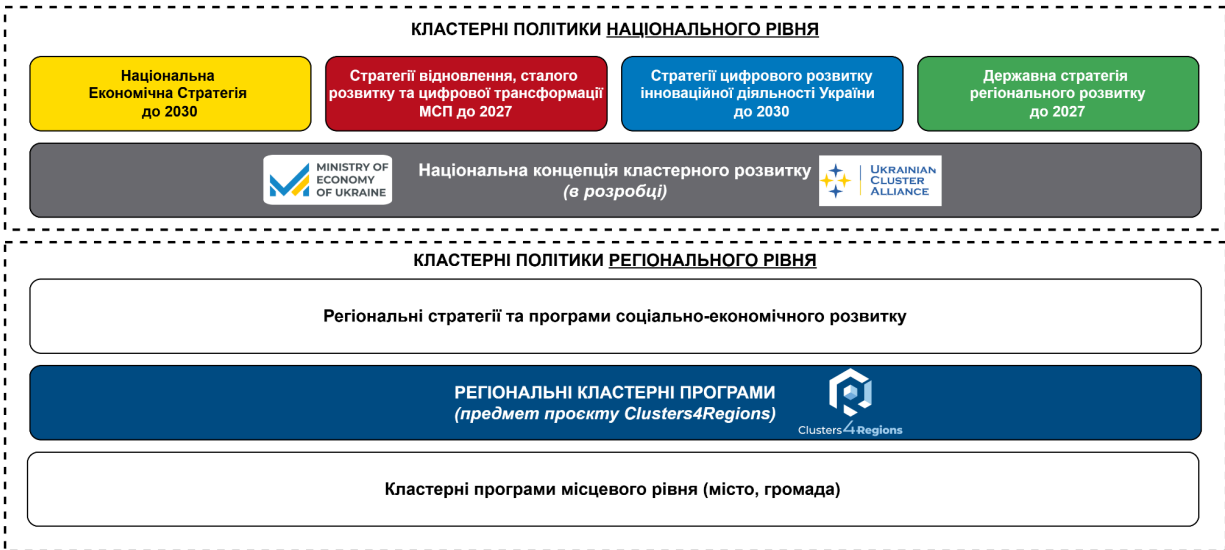 КЛАСТЕРНІ ПОЛІТИКИ НАЦІОНАЛЬНОГО РІВНЯ
Національна
Економічна Стратегія
до 2030
Стратегії відновлення, сталого
розвитку та цифрової трансформації
МСП до 2027
Стратегії цифрового розвитку
інноваційної діяльності України
до 2030
Державна стратегія
регіонального розвитку
до 2027
MINISTRY OF
ECONOMY
OF UKRAINE
Національна концепція кластерного розвитку
(в розробці)
UKRAINIAN
CLUSTER
ALLIANCE
КЛАСТЕРНІ ПОЛІТИКИ РЕГІОНАЛЬНОГО РІВНЯ
Регіональні стратегії та програми соціально-економічного розвитку
РЕГІОНАЛЬНІ КЛАСТЕРНІ ПРОГРАМИ
(предмет проєкту Clusters4Regions)
Clusters4Regions
Кластерні програми місцевого рівня (місто, громада)